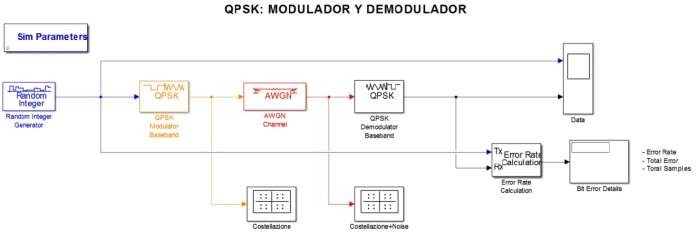 QPSK: MODULADOR Y DEMODULADOR
Sim Parameters
Random
Integer
Random Integer
Generator
QPSK
QPSK
Modulator
Baseband
AWGN
AWGN
Channel
QPSK
QPSK
Demodulator
Baseband
Data
Tx
Rx
Error Rate
Calculation
Error Rate
Calculation
Bit Error Details
- Error Rate
- Total Error
- Toral Samples
Costellazione
Costellazione+Noise